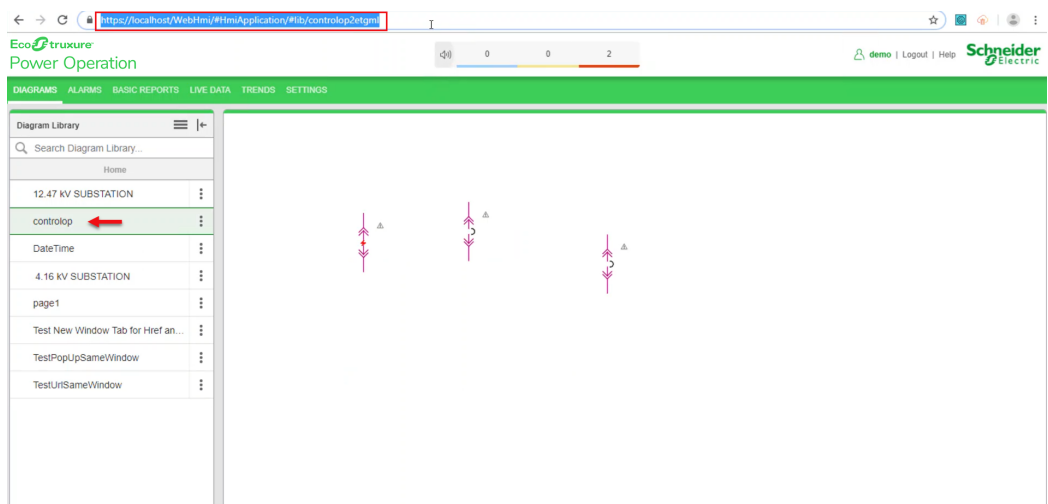 https://localhost/WebHmi/#HmiApplication/#lib/controlop2etgml
EcoStruxure
Power Operation
0 0 2
demo | Logout | Help
Schneider Electric
DIAGRAMS ALARMS BASIC REPORTS LIVE DATA TRENDS SETTINGS
Diagram Library
Search Diagram Library...
Home
12.47 kV SUBSTATION
controlop
DateTime
4.16 kV SUBSTATION
page1
Test New Window Tab for Href an...
TestPopUpSameWindow
TestUrlSameWindow